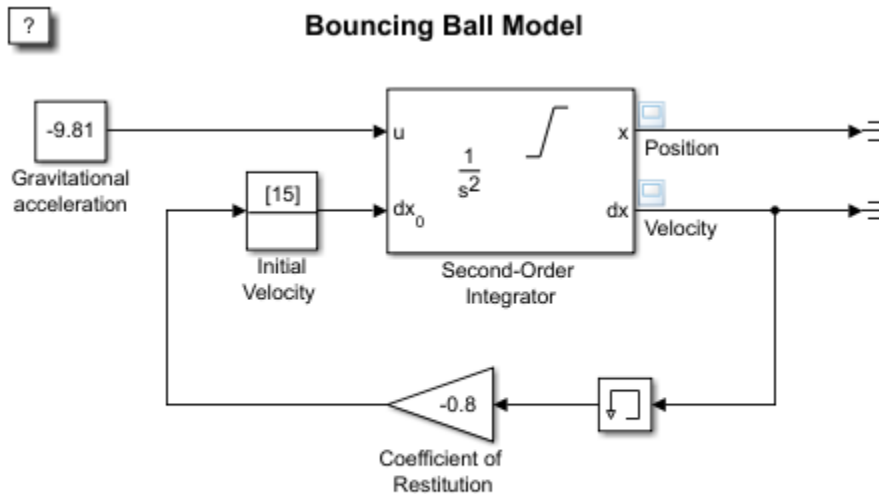 ?
Bouncing Ball Model
-9.81
Gravitational
acceleration
[15]
Initial
Velocity
u
dx0
1
s2
x
dx
Second-Order
Integrator
Position
Velocity
-0.8
Coefficient of
Restitution